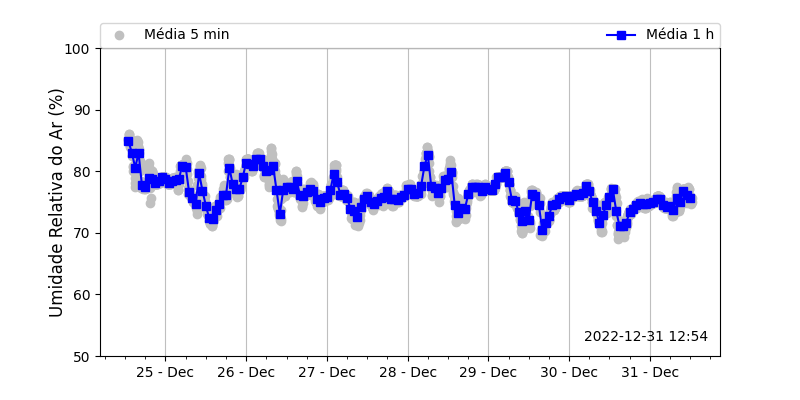 Média 5 min
Média 1 h
100
90
80
70
60
50
Umidade Relativa do Ar (%)
2022-12-31 12:54
25 - Dec
26 - Dec
27 - Dec
28 - Dec
29 - Dec
30 - Dec
31 - Dec